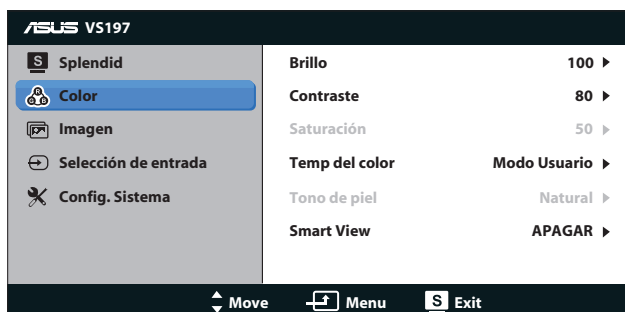 ASUS VS197
S Splendid
Color
Imagen
Selección de entrada
Config. Sistema
Brillo 100
Contraste 80
Saturación 50
Temp del color Modo Usuario
Tono de piel Natural
Smart View APAGAR
Move Menu S Exit